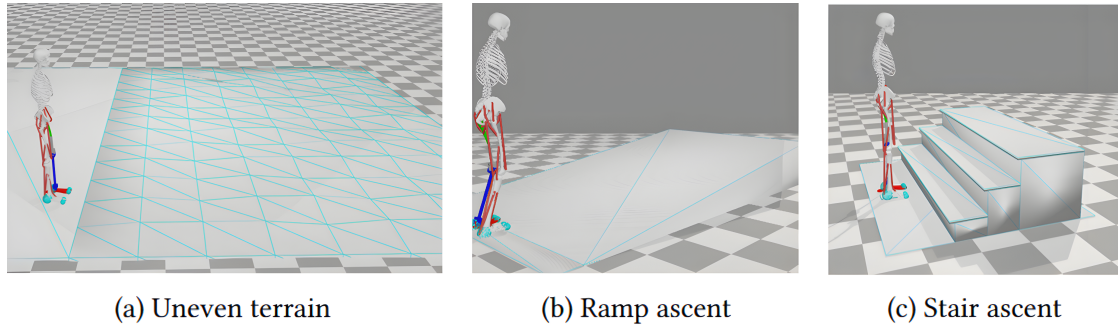 (a) Uneven terrain
(b) Ramp ascent
(c) Stair ascent